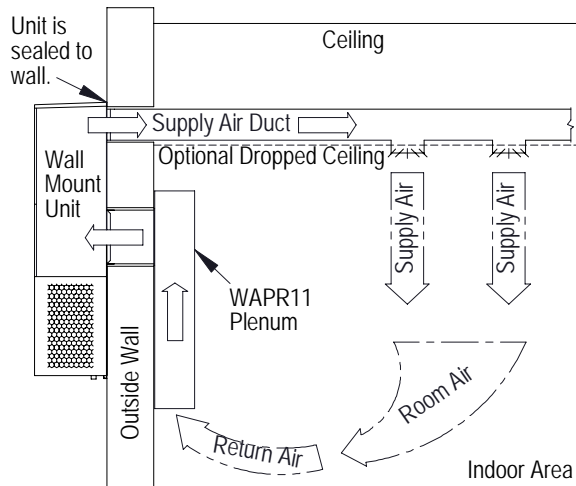 Unit is
sealed to
wall.
Ceiling
Supply Air Duct
Optional Dropped Ceiling
Wall
Mount
Unit
Supply Air
Supply Air
WAPR11
Plenum
Outside Wall
Room Air
Return Air
Indoor Area